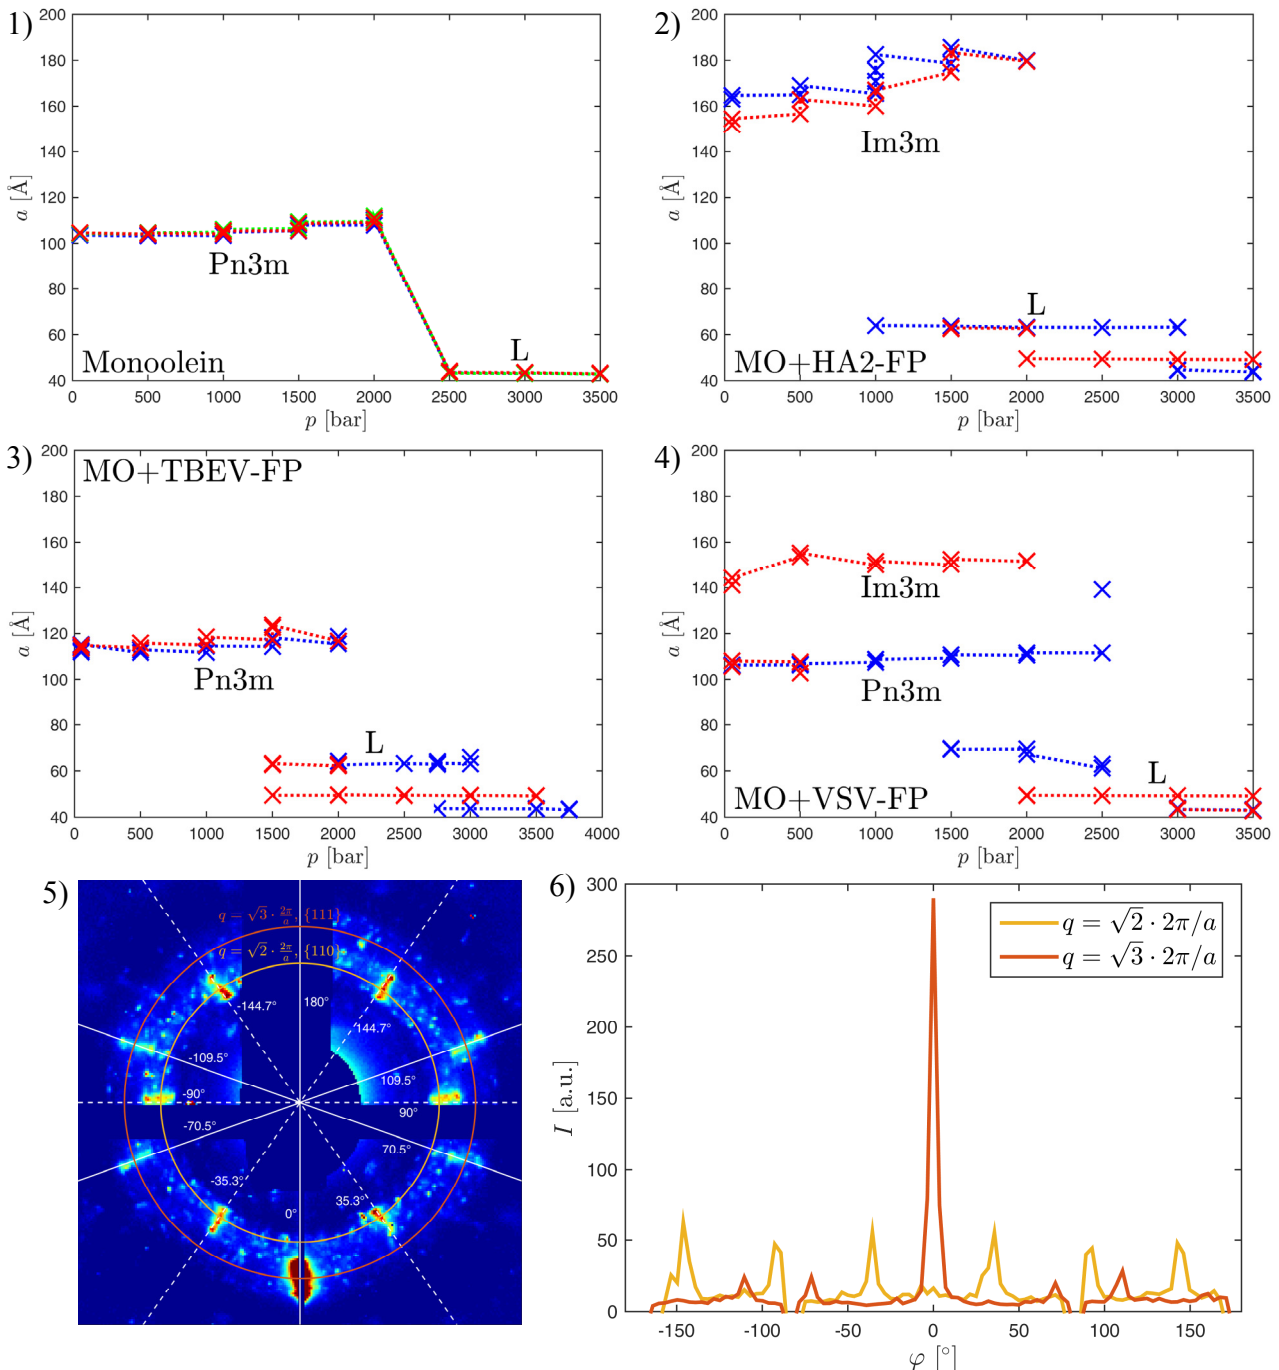 1)
200
180
160
140
120
100
80
60
40
a [Å]
Pn3m
L
Monoolein
0 500 1000 1500 2000 2500 3000 3500
p [bar]
2)
200
180
160
140
120
100
80
60
40
a [Å]
Im3m
L
MO+HA2-FP
0 500 1000 1500 2000 2500 3000 3500
p [bar]
3)
200
180
160
140
120
100
80
60
40
a [Å]
MO+TBEV-FP
Pn3m
L
0 500 1000 1500 2000 2500 3000 3500 4000
p [bar]
4)
200
180
160
140
120
100
80
60
40
a [Å]
Im3m
Pn3m
L
MO+VSV-FP
0 500 1000 1500 2000 2500 3000 3500
p [bar]
5)
q = √3 · 2π/a, {111}
q = √2 · 2π/a, {110}
-144.7° 180° 144.7°
-109.5° 109.5°
-90° 90°
-70.5° 70.5°
-35.3° 0° 35.3°
6)
300
250
200
150
100
50
0
I [a.u.]
q = √2 · 2π/a
q = √3 · 2π/a
-150 -100 -50 0 50 100 150
φ [°]